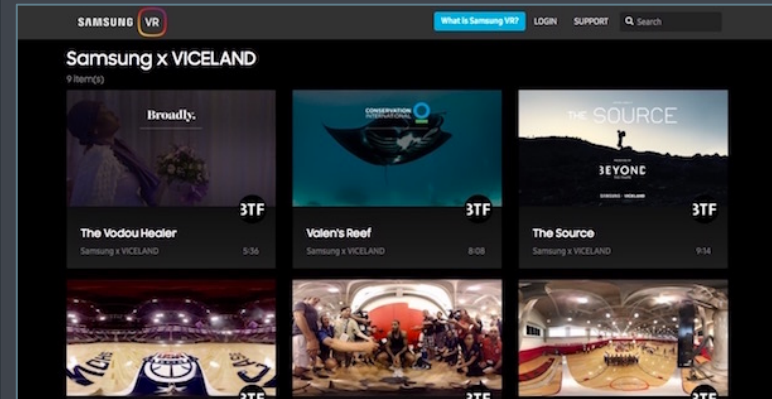 SAMSUNG VR
What is Samsung VR?
LOGIN
SUPPORT
Search
Samsung x VICELAND
9 item(s)
Broadly.
CONSERVATION
INTERNATIONAL
THE SOURCE
BEYOND
3TF
3TF
3TF
The Vodou Healer
Valen's Reef
The Source
Samsung x VICELAND
5:36
Samsung x VICELAND
8:08
Samsung x VICELAND
9:14